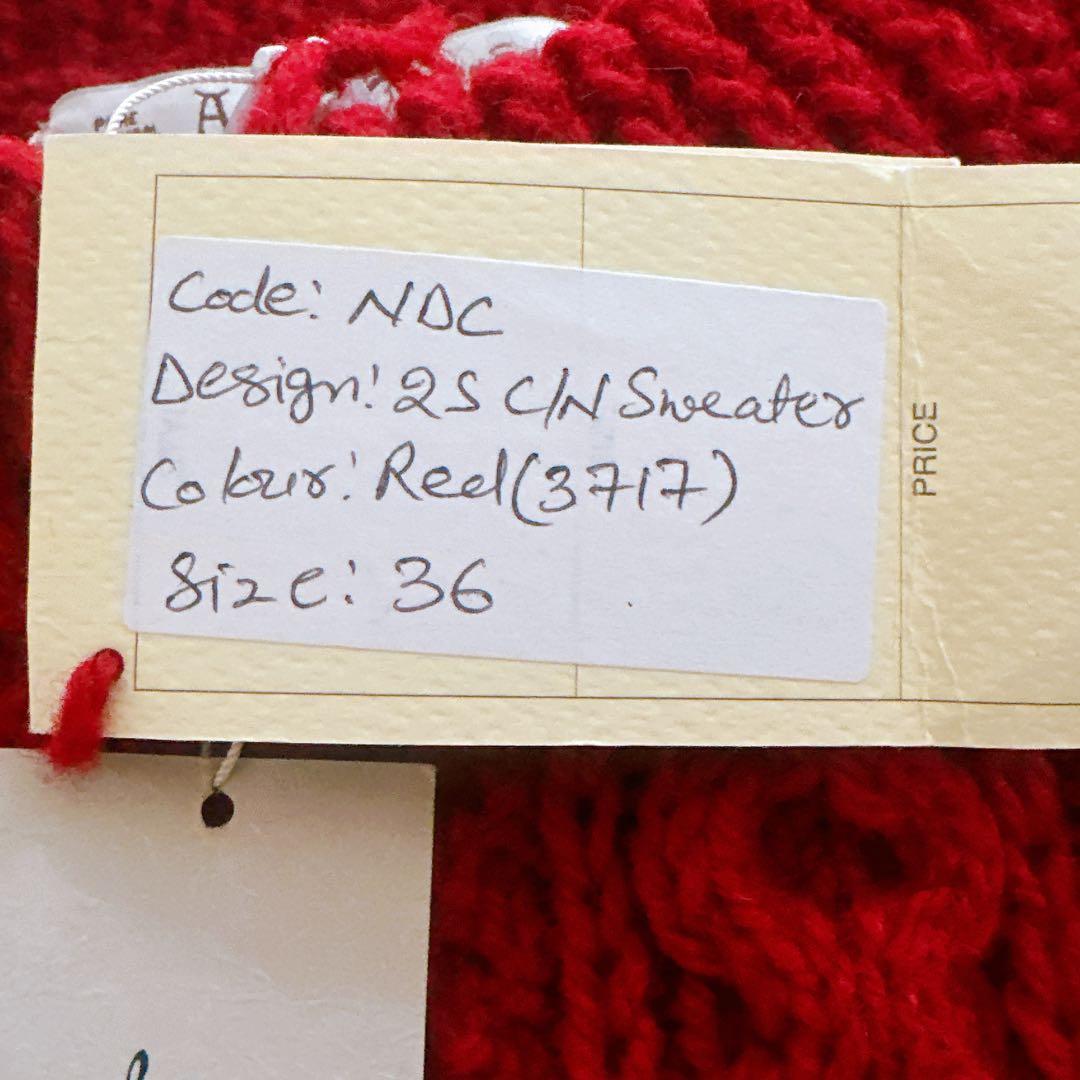 A
Code: NDC
Design: 2S C/N Sweater
Colour: Red (3717)
Size: 36
PRICE